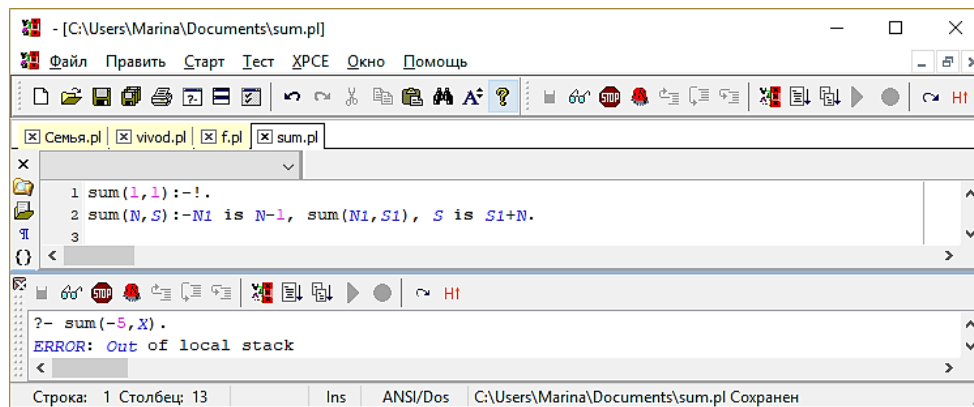 - [C:\Users\Marina\Documents\sum.pl]
Файл Править Старт Тест XPCE Окно Помощь
Семья.pl vivod.pl f.pl sum.pl
1 sum(1,1):-!.
2 sum(N,S):-N1 is N-1, sum(N1,S1), S is S1+N.
3
?- sum(-5,X).
ERROR: Out of local stack
Строка: 1 Столбец: 13 Ins ANSI/Dos C:\Users\Marina\Documents\sum.pl Сохранен